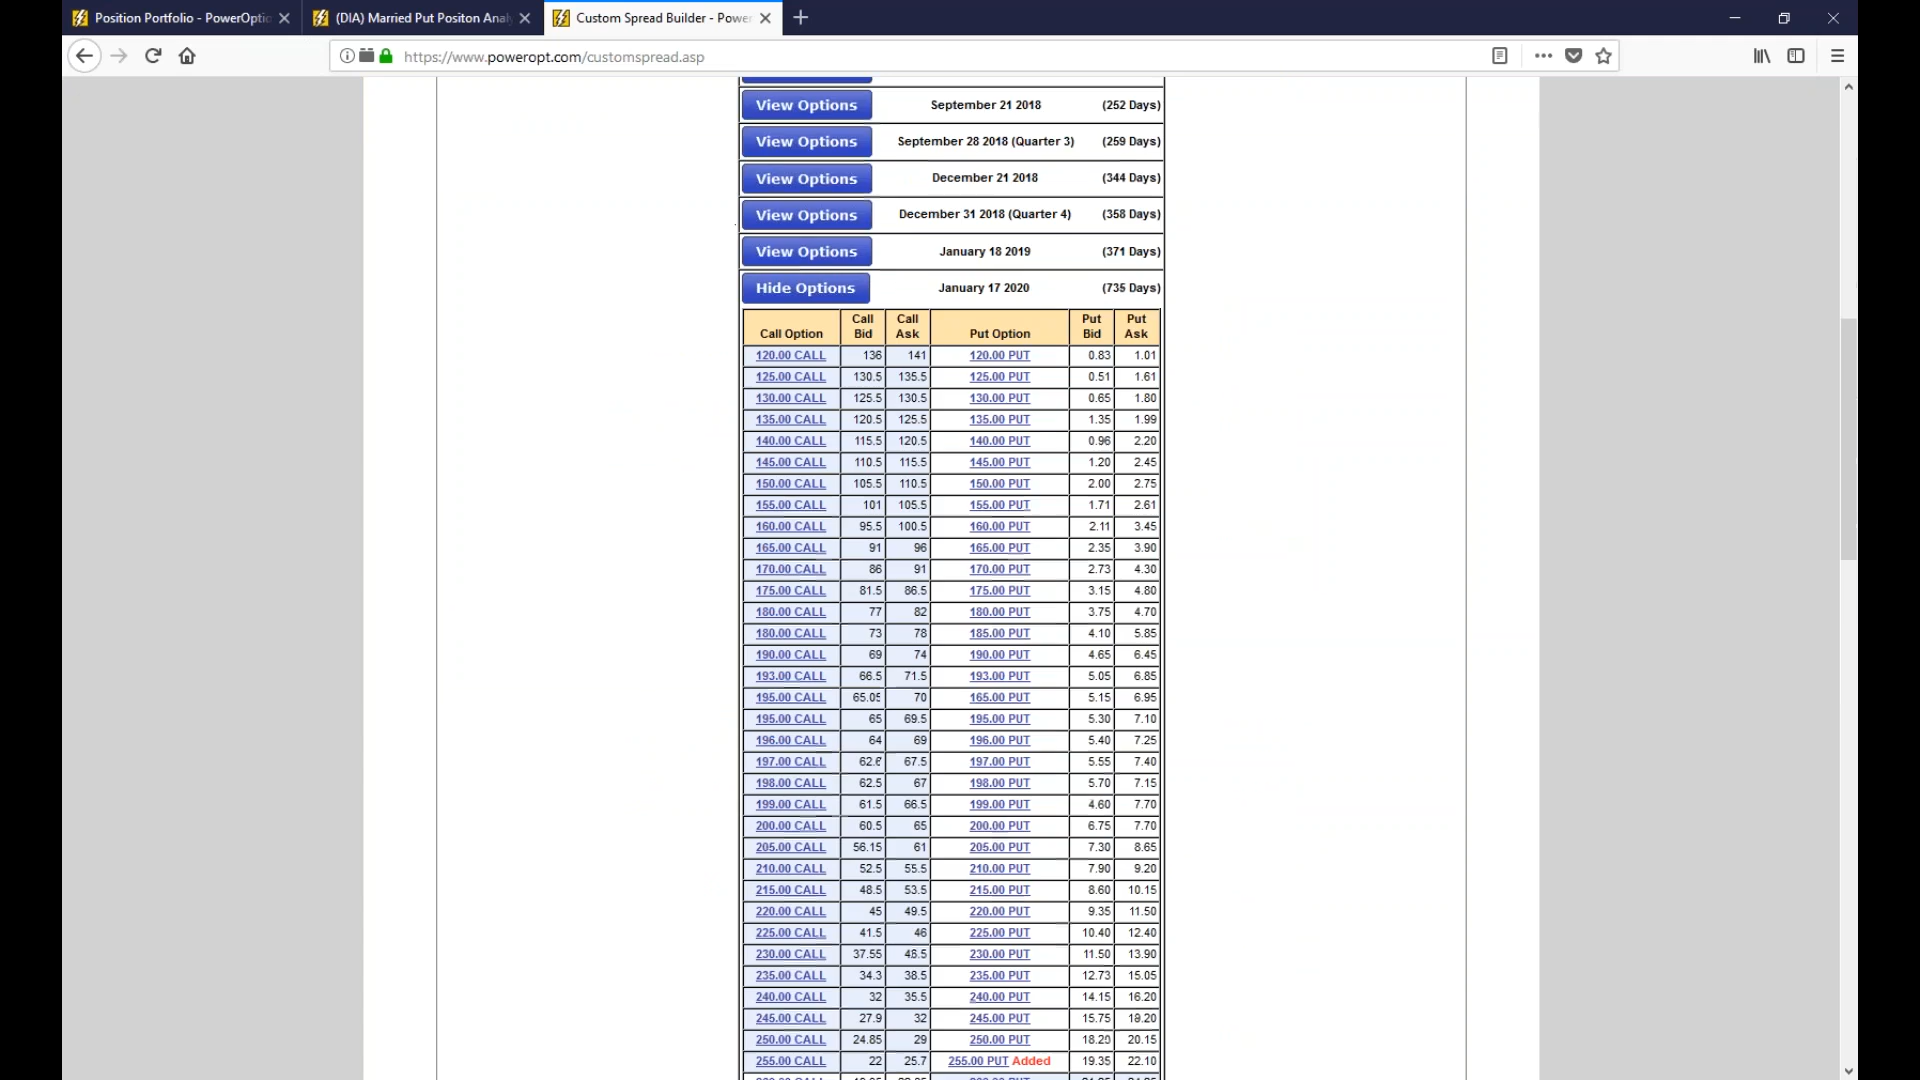 Position Portfolio - PowerOptio
(DIA) Married Put Positon Anal
Custom Spread Builder - Power
https://www.poweropt.com/customspread.asp
View Options September 21 2018 (252 Days)
View Options September 28 2018 (Quarter 3) (259 Days)
View Options December 21 2018 (344 Days)
View Options December 31 2018 (Quarter 4) (358 Days)
View Options January 18 2019 (371 Days)
Hide Options January 17 2020 (735 Days)
Call Option Call Bid Call Ask Put Option Put Bid Put Ask
120.00 CALL 136 141 120.00 PUT 0.83 1.01
125.00 CALL 130.5 135.5 125.00 PUT 0.51 1.61
130.00 CALL 125.5 130.5 130.00 PUT 0.65 1.80
135.00 CALL 120.5 125.5 135.00 PUT 1.35 1.99
140.00 CALL 115.5 120.5 140.00 PUT 0.96 2.20
145.00 CALL 110.5 115.5 145.00 PUT 1.20 2.45
150.00 CALL 105.5 110.5 150.00 PUT 2.00 2.75
155.00 CALL 101 105.5 155.00 PUT 1.71 2.61
160.00 CALL 95.5 100.5 160.00 PUT 2.11 3.45
165.00 CALL 91 96 165.00 PUT 2.35 3.90
170.00 CALL 86 91 170.00 PUT 2.73 4.30
175.00 CALL 81.5 86.5 175.00 PUT 3.15 4.80
180.00 CALL 77 82 180.00 PUT 3.75 4.70
180.00 CALL 73 78 185.00 PUT 4.10 5.85
190.00 CALL 69 74 190.00 PUT 4.65 6.45
193.00 CALL 66.5 71.5 193.00 PUT 5.05 6.85
195.00 CALL 65.05 70 165.00 PUT 5.15 6.95
195.00 CALL 65 69.5 195.00 PUT 5.30 7.10
196.00 CALL 64 69 196.00 PUT 5.40 7.25
197.00 CALL 67.5 197.00 PUT 5.55 7.40
198.00 CALL 62.5 67 198.00 PUT 5.70 7.15
199.00 CALL 61.5 66.5 199.00 PUT 4.60 7.70
200.00 CALL 60.5 65 200.00 PUT 6.75 7.70
205.00 CALL 56.15 61 205.00 PUT 7.30 8.65
210.00 CALL 52.5 55.5 210.00 PUT 7.90 9.20
215.00 CALL 48.5 53.5 215.00 PUT 8.60 10.15
220.00 CALL 45 49.5 220.00 PUT 9.35 11.50
225.00 CALL 41.5 46 225.00 PUT 10.40 12.40
230.00 CALL 37.55 230.00 PUT 11.50 13.90
235.00 CALL 34.3 38.5 235.00 PUT 12.73 15.05
240.00 CALL 32 35.5 240.00 PUT 14.15 16.20
245.00 CALL 27.9 32 245.00 PUT 15.75
250.00 CALL 24.85 29 250.00 PUT 18.20 20.15
255.00 CALL 22 25.7 255.00 PUT Added 19.35 22.10